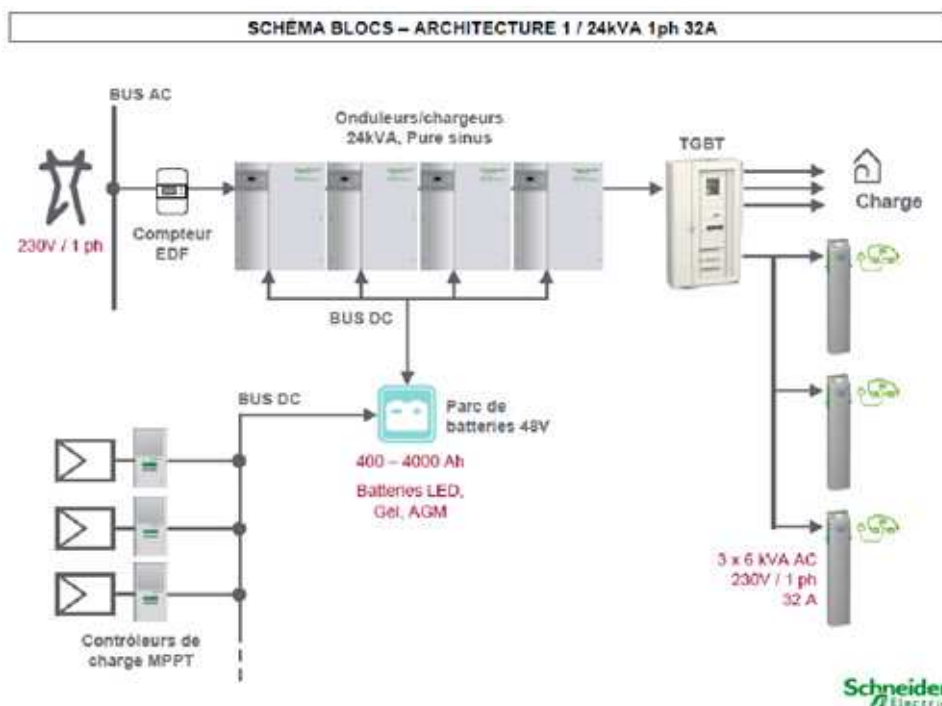 SCHÉMA BLOCS – ARCHITECTURE 1 / 24kVA 1ph 32A
BUS AC
Onduleurs/chargeurs
24kVA, Pure sinus
TGBT
230V / 1 ph
Compteur
EDF
Charge
BUS DC
BUS DC
Parc de
batteries 48V
400 – 4000 Ah
Batteries LED,
Gel, AGM
3 x 6 kVA AC
230V / 1 ph
32 A
Contrôleurs de
charge MPPT
Schneider
Electric